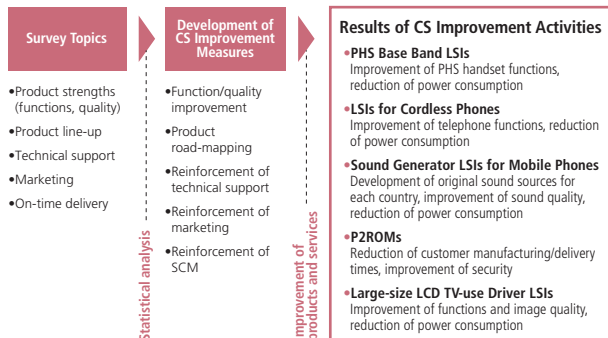 Survey Topics
•Product strengths
(functions, quality)
•Product line-up
•Technical support
•Marketing
•On-time delivery
Statistical analysis
Development of
CS Improvement
Measures
•Function/quality
improvement
•Product
road-mapping
•Reinforcement of
technical support
•Reinforcement of
marketing
•Reinforcement of
SCM
Improvement of
products and services
Results of CS Improvement Activities
•PHS Base Band LSIs
Improvement of PHS handset functions,
reduction of power consumption
•LSIs for Cordless Phones
Improvement of telephone functions, reduction
of power consumption
•Sound Generator LSIs for Mobile Phones
Development of original sound sources for
each country, improvement of sound quality,
reduction of power consumption
•P2ROMs
Reduction of customer manufacturing/delivery
times, improvement of security
•Large-size LCD TV-use Driver LSIs
Improvement of functions and image quality,
reduction of power consumption